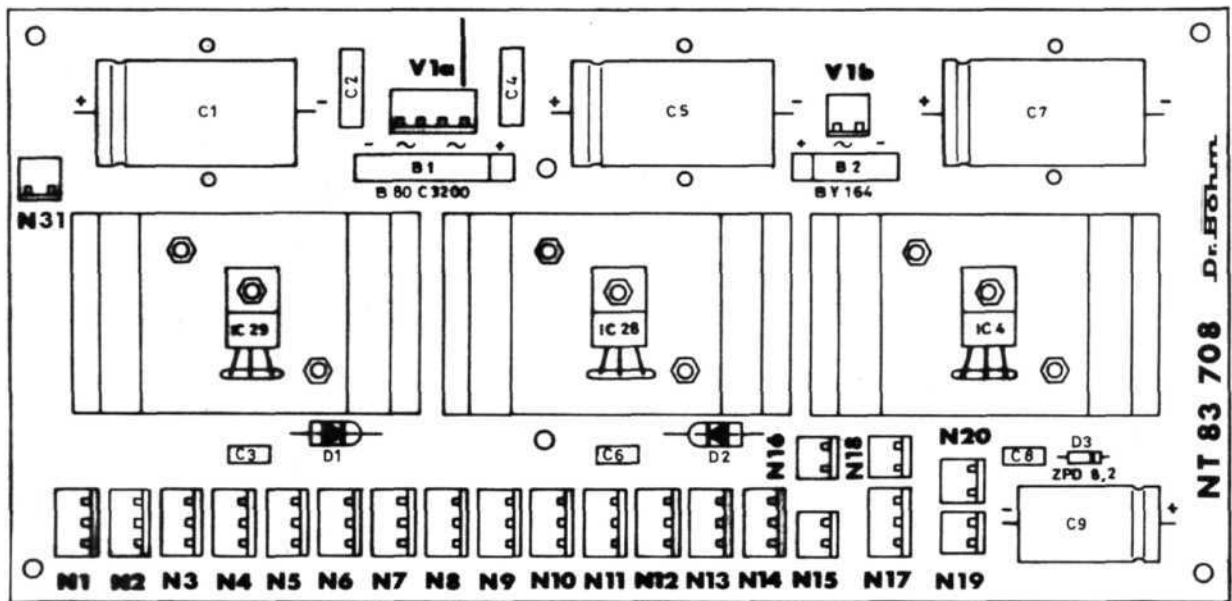 C2
V1a
C4
V1b
+ C1 -
+ C5 -
+ C7 -
- ~ ~ +
B1
B 80 C 3200
+ ~ -
B 2
BY 164
N31
Dr. Böhm
IC 29
IC 28
IC 4
NT 83 708
C3
D1
C6
D2
N16
N18
N20
C8
D3
ZPD 8,2
- C9 +
N1 N2 N3 N4 N5 N6 N7 N8 N9 N10 N11 N12 N13 N14 N15 N17 N19